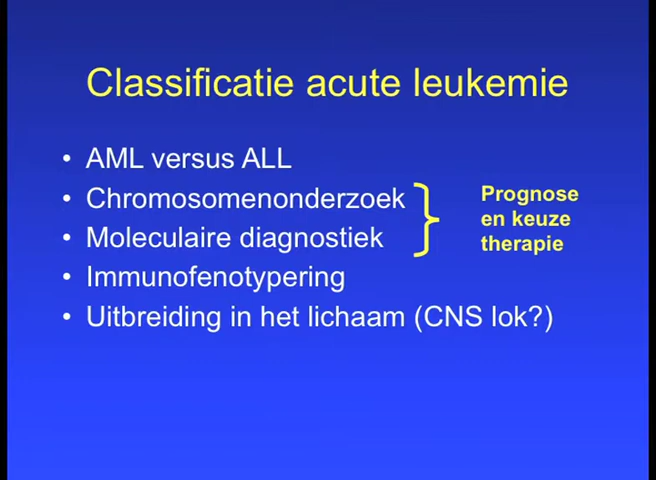 Classificatie acute leukemie
• AML versus ALL
• Chromosomenonderzoek
• Moleculaire diagnostiek
Prognose
en keuze
therapie
• Immunofenotypering
• Uitbreiding in het lichaam (CNS lok?)